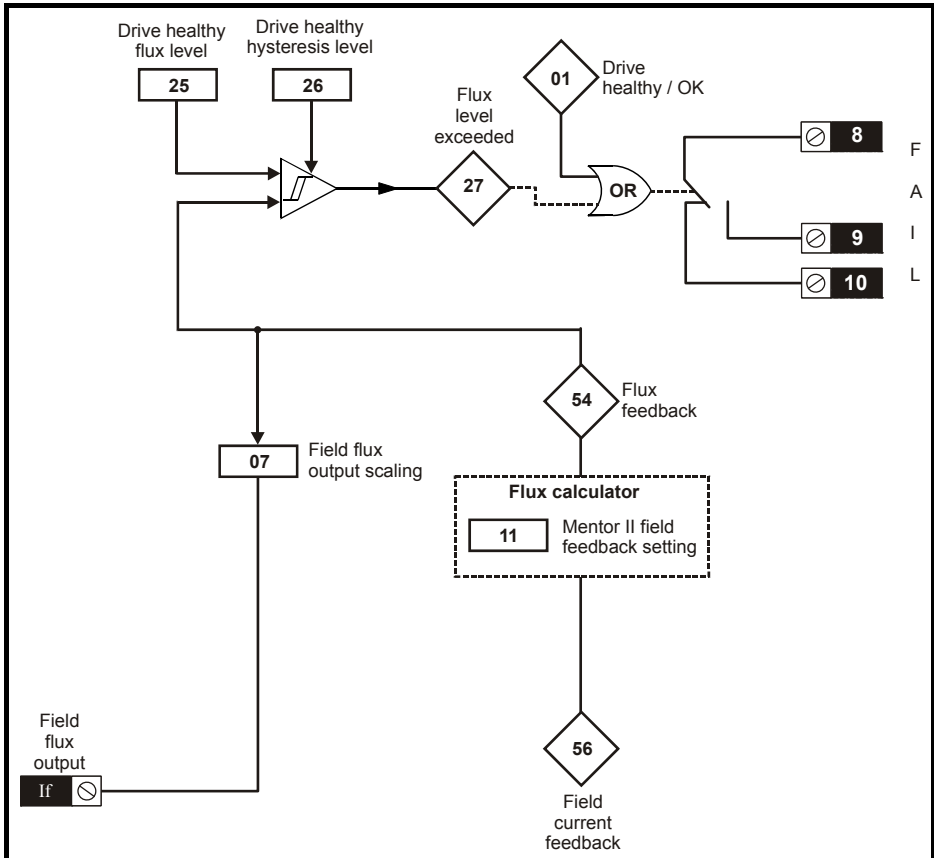 Drive healthy
flux level
25
Drive healthy
hysteresis level
26
Flux
level
exceeded
27
01
Drive
healthy / OK
OR
8
9
10
F
A
I
L
54
Flux
feedback
07
Field flux
output scaling
Flux calculator
11
Mentor II field
feedback setting
Field
flux
output
If
56
Field
current
feedback